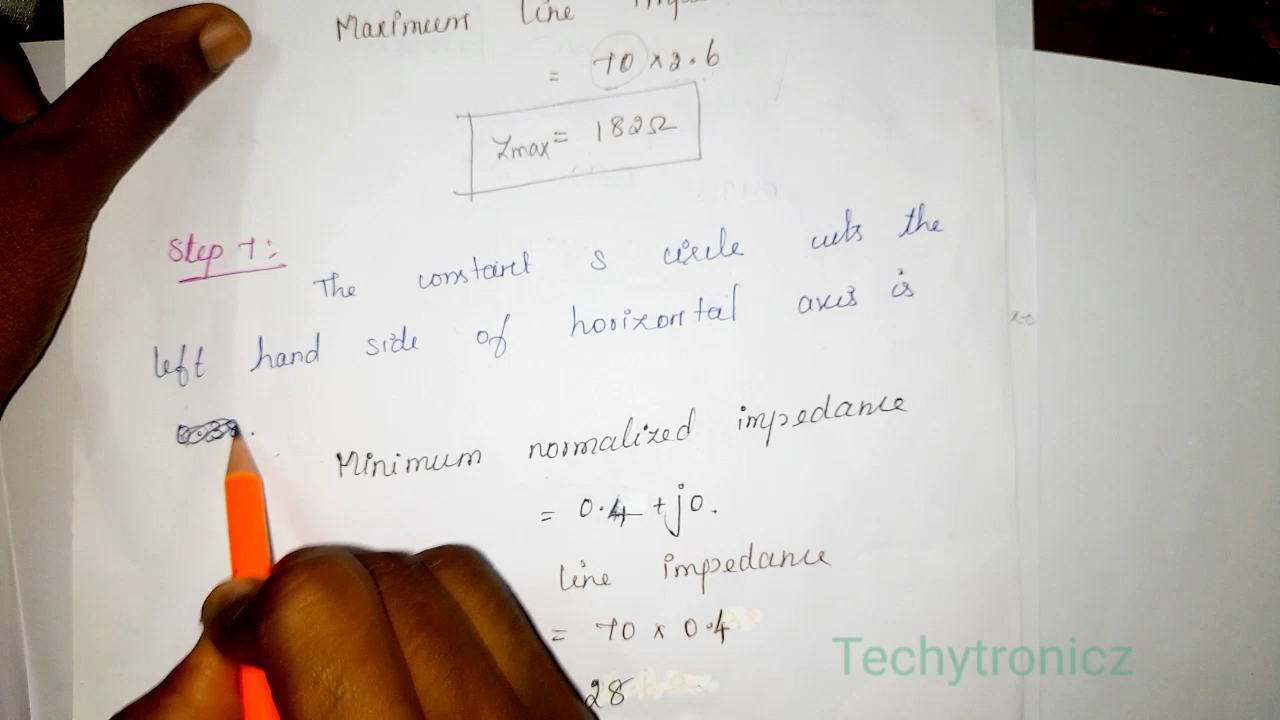 Maximum line
= 70 × 2.6
Zmax = 182Ω
Step 7:
The constant s circle cuts the
left hand side of horizontal axis is
Minimum normalized impedance
= 0.4 + j0.
line impedance
= 70 × 0.4
28
Techytronicz